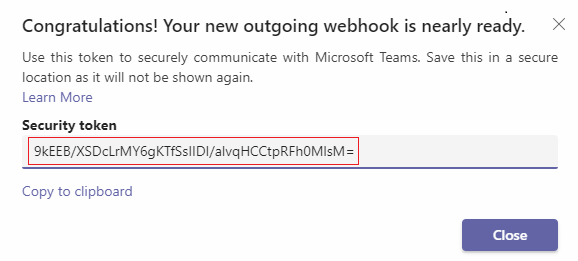 Congratulations! Your new outgoing webhook is nearly ready.
Use this token to securely communicate with Microsoft Teams. Save this in a secure
location as it will not be shown again.
Learn More
Security token
9kEEB/XSDcLrMY6gKTfSsIIDI/aIvqHCCtpRFh0MIsM=
Copy to clipboard
Close